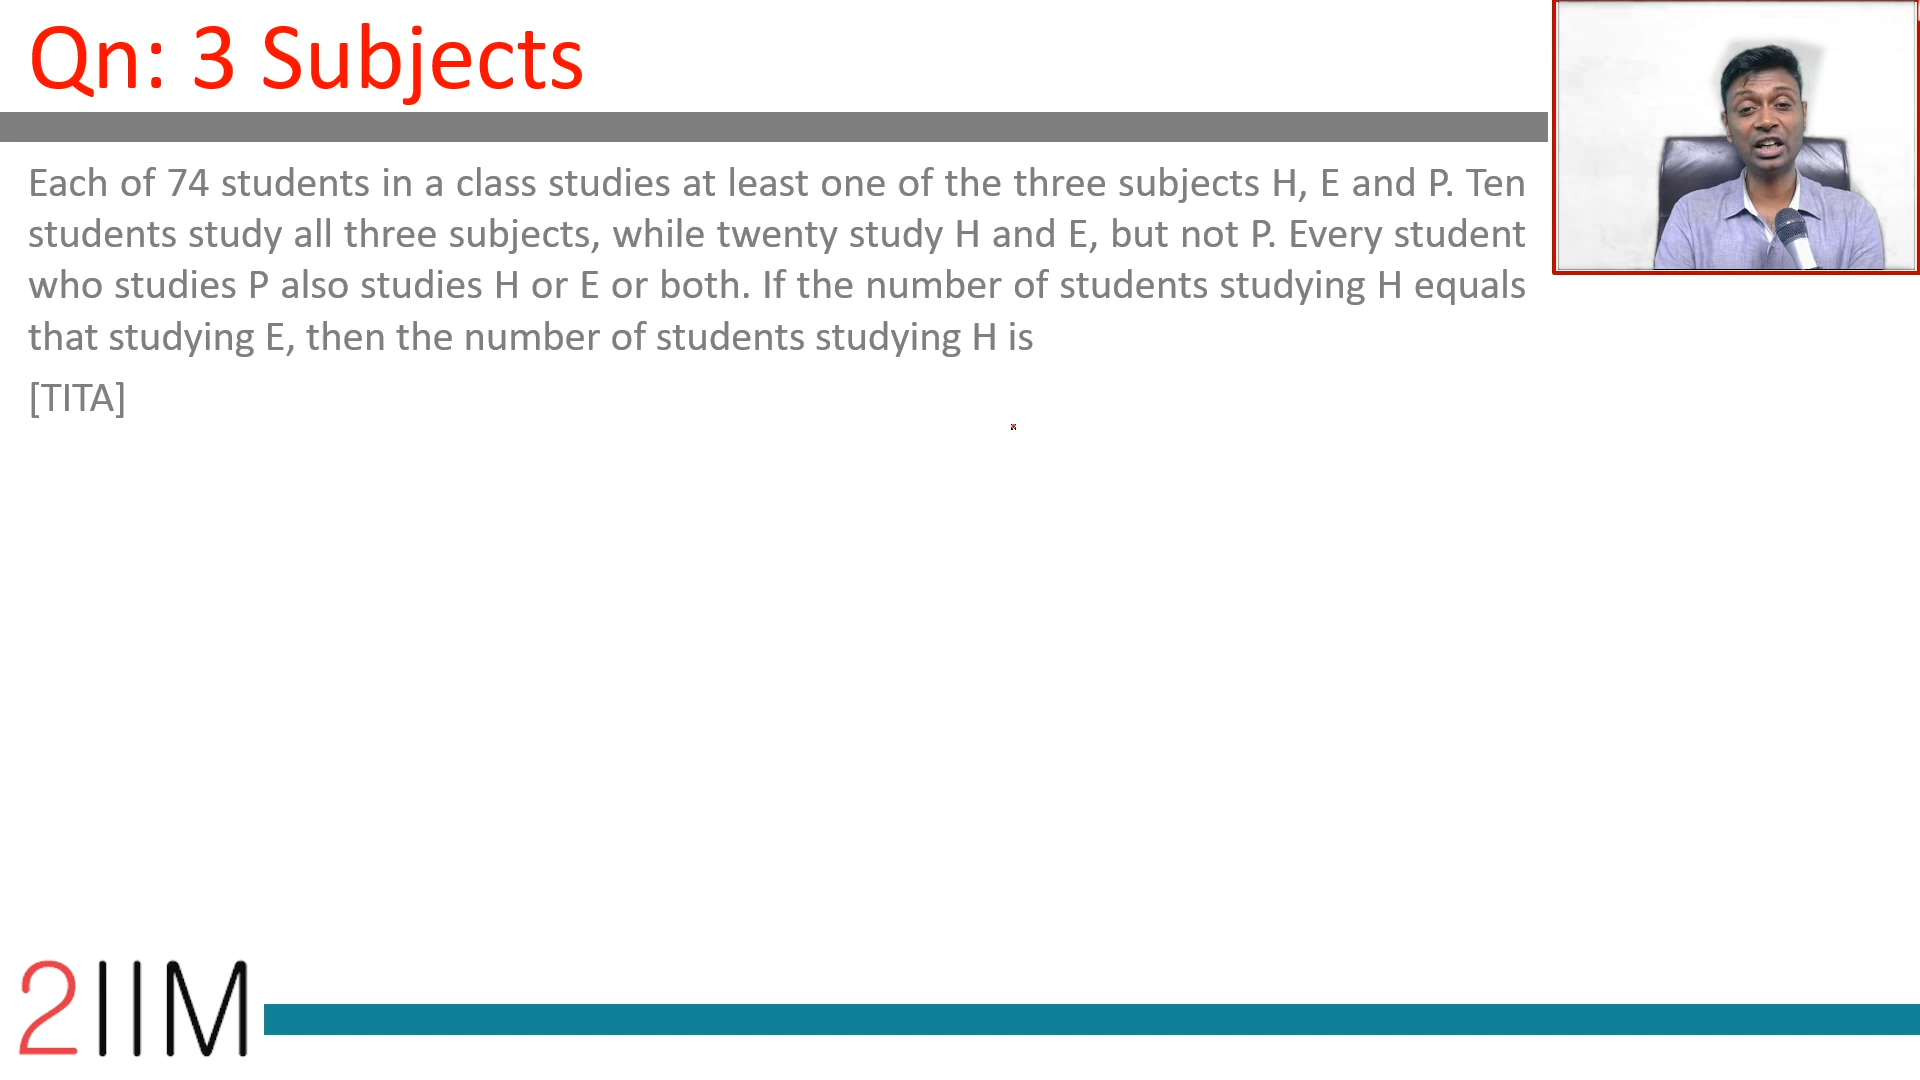 Qn: 3 Subjects
Each of 74 students in a class studies at least one of the three subjects H, E and P. Ten
students study all three subjects, while twenty study H and E, but not P. Every student
who studies P also studies H or E or both. If the number of students studying H equals
that studying E, then the number of students studying H is
[TITA]
2IIM